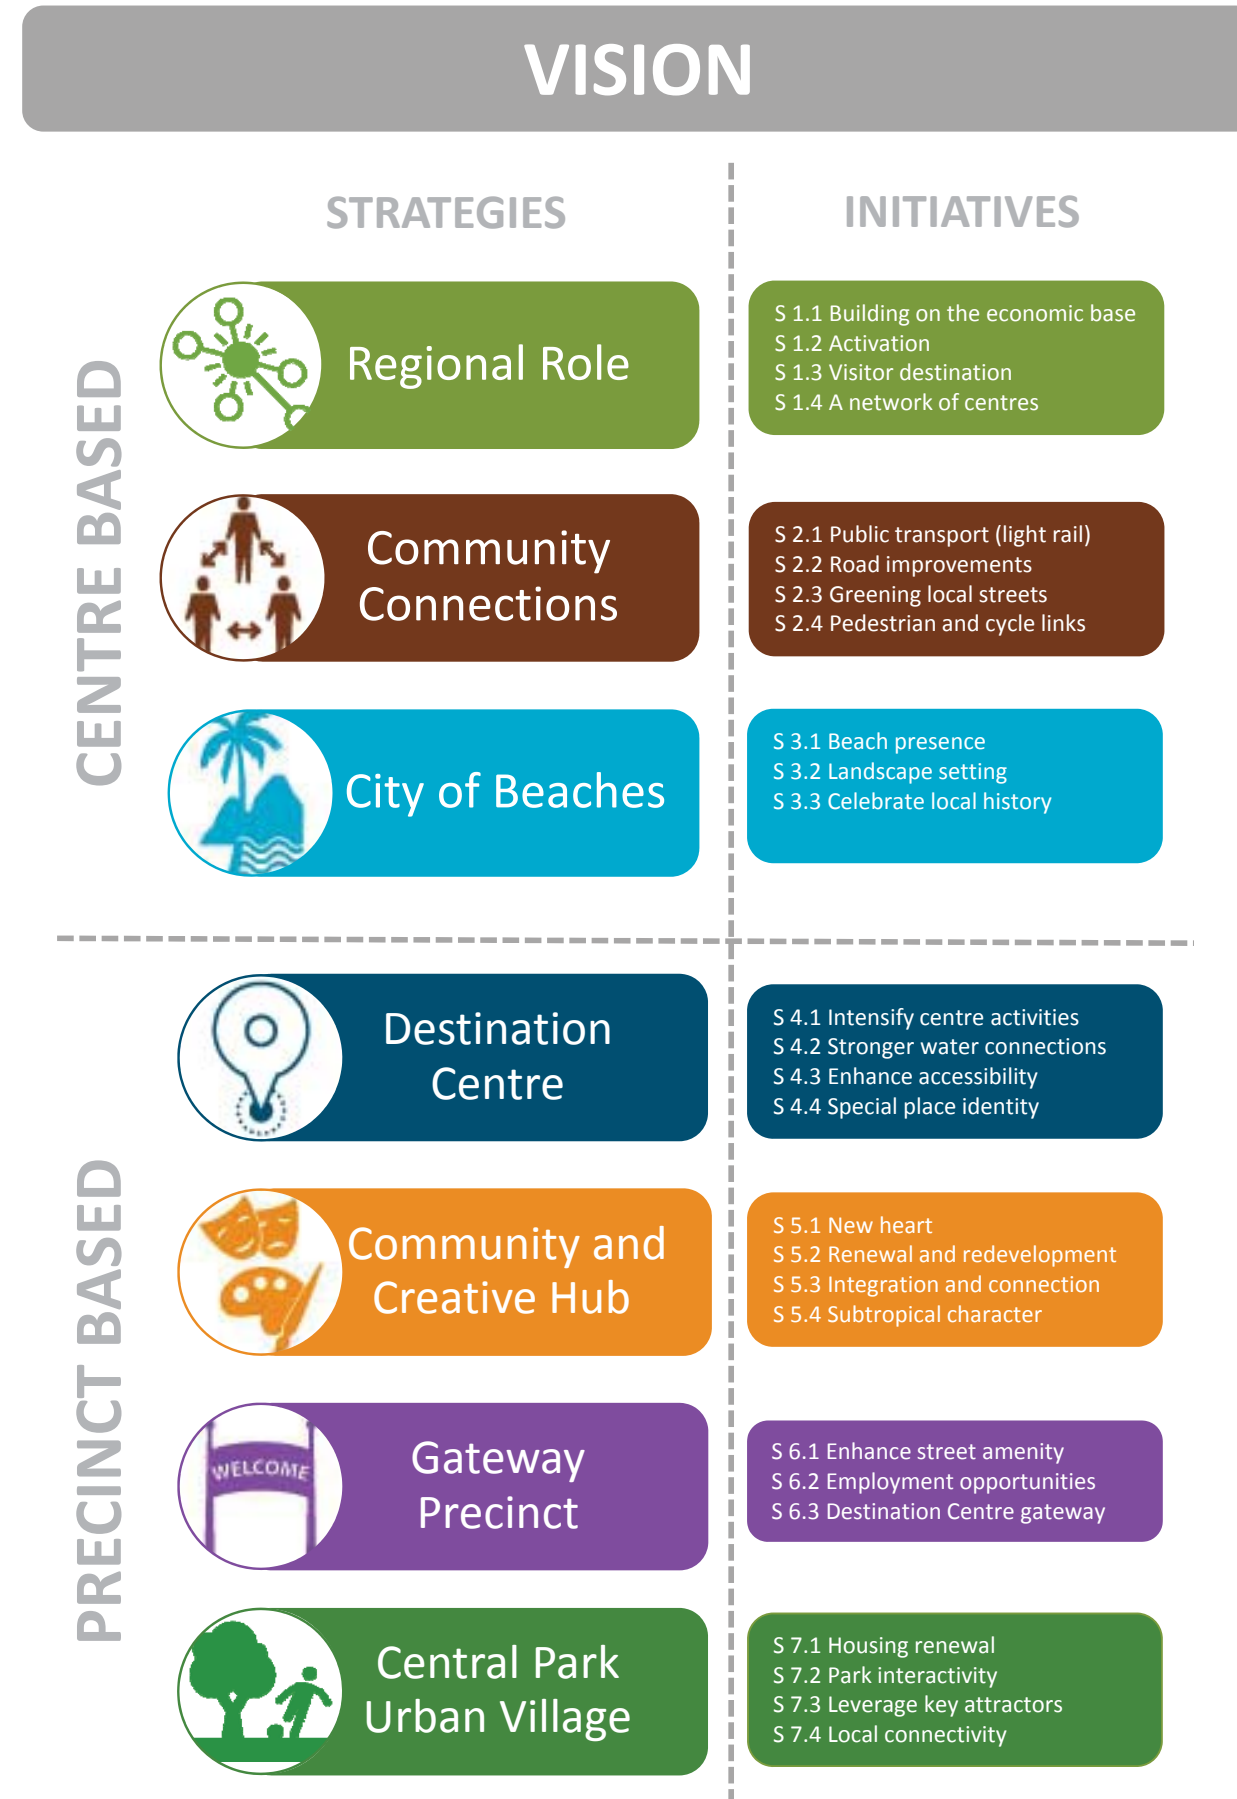 VISION
STRATEGIES
INITIATIVES
CENTRE BASED
Regional Role
S 1.1 Building on the economic base
S 1.2 Activation
S 1.3 Visitor destination
S 1.4 A network of centres
Community
Connections
S 2.1 Public transport (light rail)
S 2.2 Road improvements
S 2.3 Greening local streets
S 2.4 Pedestrian and cycle links
City of Beaches
S 3.1 Beach presence
S 3.2 Landscape setting
S 3.3 Celebrate local history
PRECINCT BASED
Destination
Centre
S 4.1 Intensify centre activities
S 4.2 Stronger water connections
S 4.3 Enhance accessibility
S 4.4 Special place identity
Community and
Creative Hub
S 5.1 New heart
S 5.2 Renewal and redevelopment
S 5.3 Integration and connection
S 5.4 Subtropical character
WELCOME
Gateway
Precinct
S 6.1 Enhance street amenity
S 6.2 Employment opportunities
S 6.3 Destination Centre gateway
Central Park
Urban Village
S 7.1 Housing renewal
S 7.2 Park interactivity
S 7.3 Leverage key attractors
S 7.4 Local connectivity